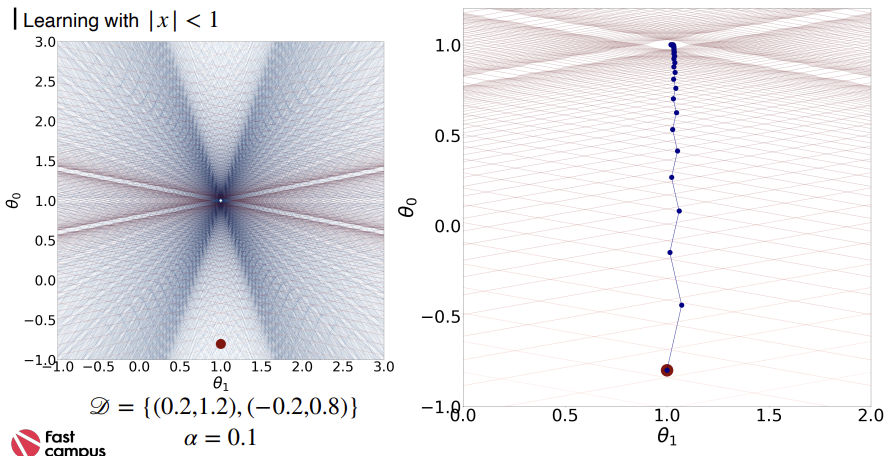 Learning with |x| < 1
3.0
2.5
2.0
1.5
1.0
0.5
0.0
−0.5
−1.0
θ₀
−1.0 −0.5 0.0 0.5 1.0 1.5 2.0 2.5 3.0
θ₁
𝒟 = {(0.2,1.2), (−0.2,0.8)}
α = 0.1
Fast
campus
1.0
0.5
0.0
−0.5
−1.0
θ₀
0.0 0.5 1.0 1.5 2.0
θ₁